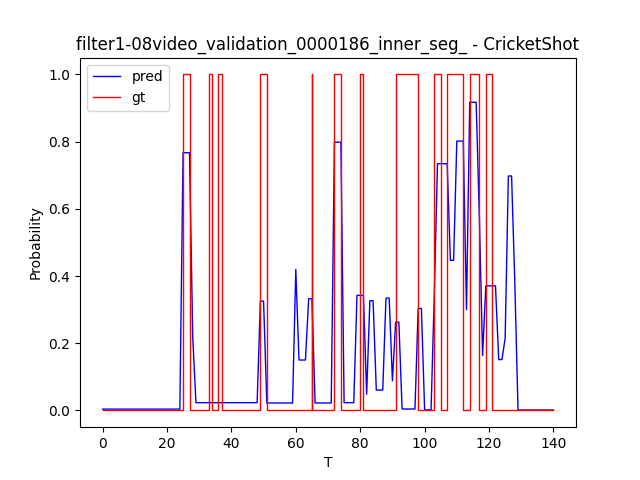 filter1-08video_validation_0000186_inner_seg_ - CricketShot
pred
gt
1.0
0.8
0.6
0.4
0.2
0.0
Probability
0 20 40 60 80 100 120 140
T